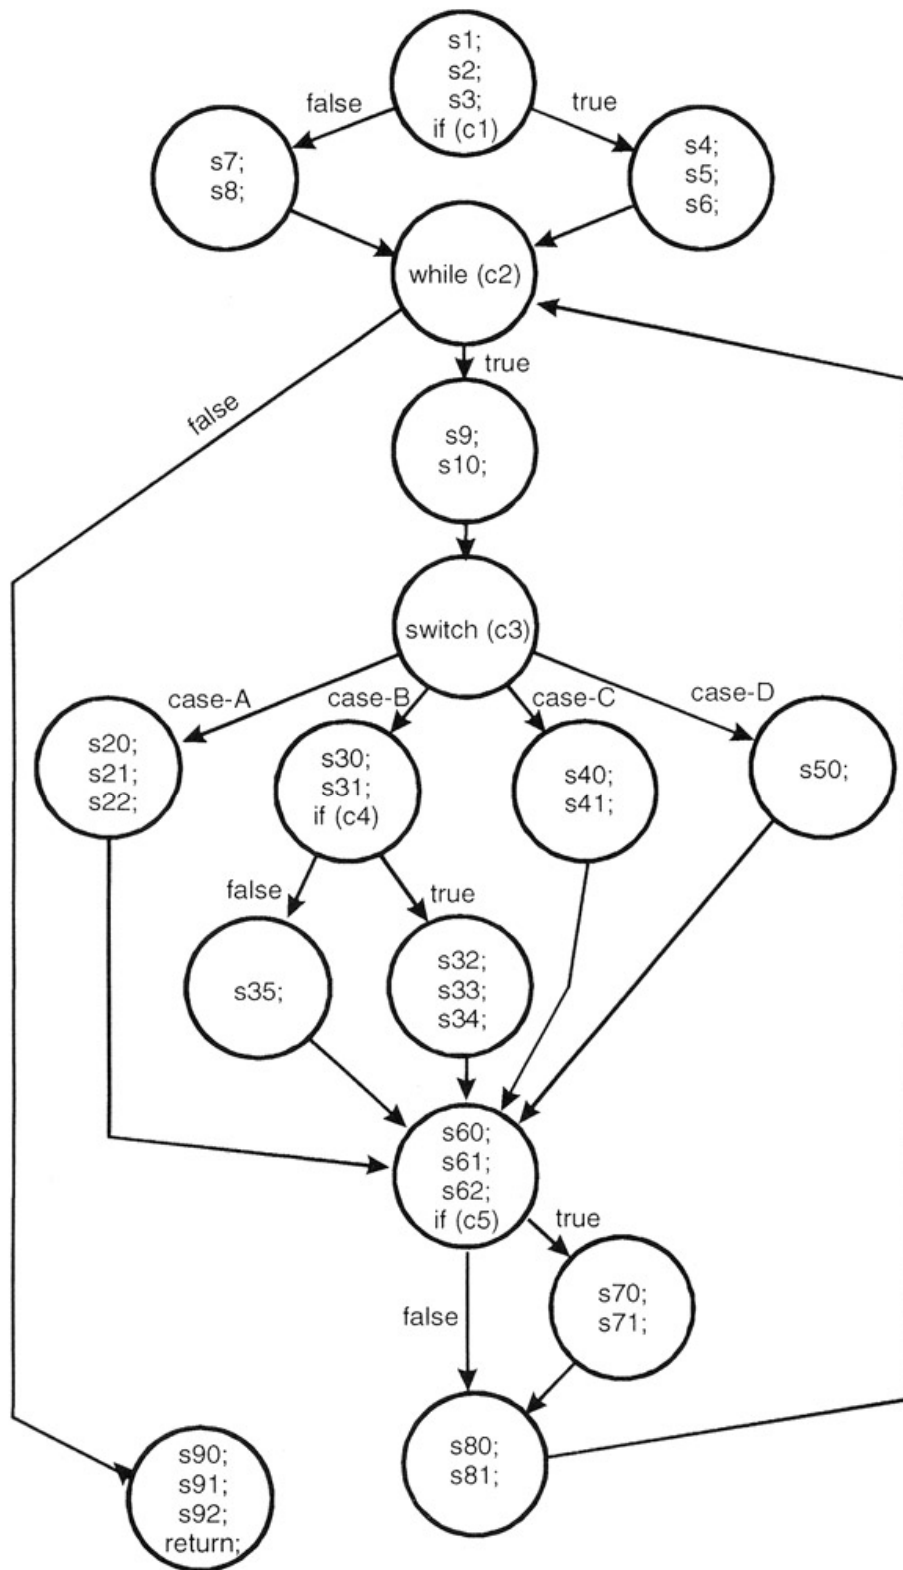 s1;
s2;
s3;
if (c1)
false
true
s7;
s8;
s4;
s5;
s6;
while (c2)
true
false
s9;
s10;
switch (c3)
case-A
case-B
case-C
case-D
s20;
s21;
s22;
s30;
s31;
if (c4)
s40;
s41;
s50;
false
true
s35;
s32;
s33;
s34;
s60;
s61;
s62;
if (c5)
true
false
s70;
s71;
s80;
s81;
s90;
s91;
s92;
return;